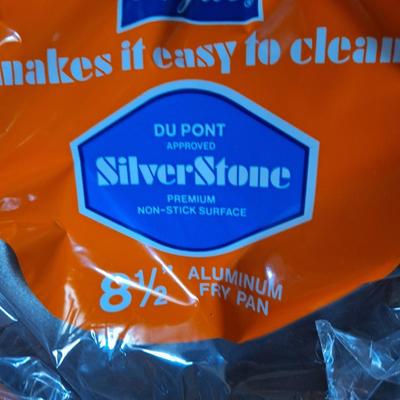 makes it easy to clean
DU PONT
APPROVED
SilverStone
PREMIUM
NON-STICK SURFACE
8½" ALUMINUM
FRY PAN